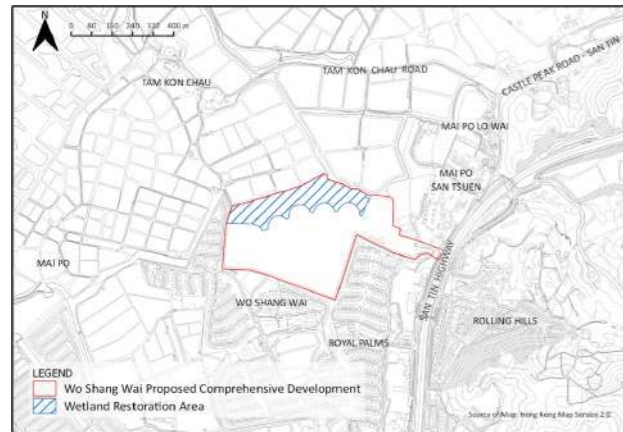 N
0 80 160 240 320 400 m
TAM KON CHAU
TAM KON CHAU ROAD
CASTLE PEAK ROAD - SAN TIN
MAI PO LO WAI
MAI PO
SAN TSUEN
MAI PO
SAN TIN HIGHWAY
WO SHANG WAI
ROLLING HILLS
ROYAL PALMS
LEGEND
Wo Shang Wai Proposed Comprehensive Development
Wetland Restoration Area
Source of Map: Hong Kong Map Service 2.0